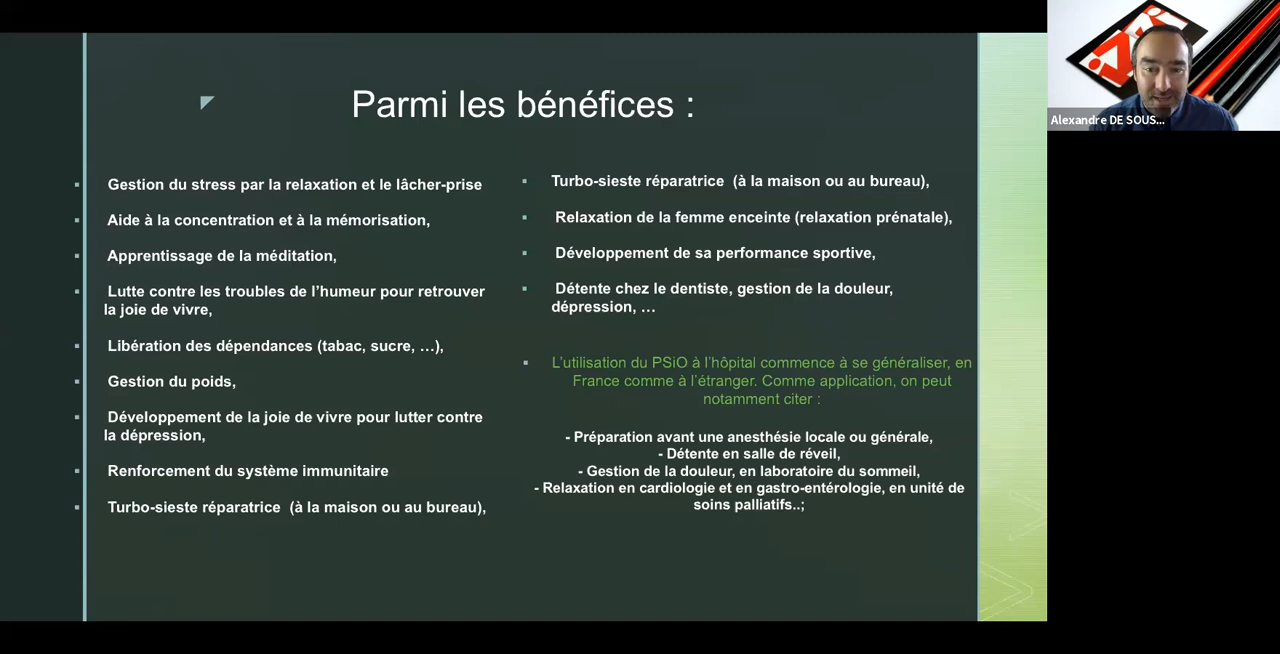 Parmi les bénéfices :
Gestion du stress par la relaxation et le lâcher-prise
Aide à la concentration et à la mémorisation,
Apprentissage de la méditation,
Lutte contre les troubles de l’humeur pour retrouver
la joie de vivre,
Libération des dépendances (tabac, sucre, …),
Gestion du poids,
Développement de la joie de vivre pour lutter contre
la dépression,
Renforcement du système immunitaire
Turbo-sieste réparatrice (à la maison ou au bureau),
Turbo-sieste réparatrice (à la maison ou au bureau),
Relaxation de la femme enceinte (relaxation prénatale),
Développement de sa performance sportive,
Détente chez le dentiste, gestion de la douleur,
dépression, …
L’utilisation du PSiO à l’hôpital commence à se généraliser, en
France comme à l’étranger. Comme application, on peut
notamment citer :
- Préparation avant une anesthésie locale ou générale,
- Détente en salle de réveil,
- Gestion de la douleur, en laboratoire du sommeil,
- Relaxation en cardiologie et en gastro-entérologie, en unité de
soins palliatifs..;
Alexandre DE SOUS...